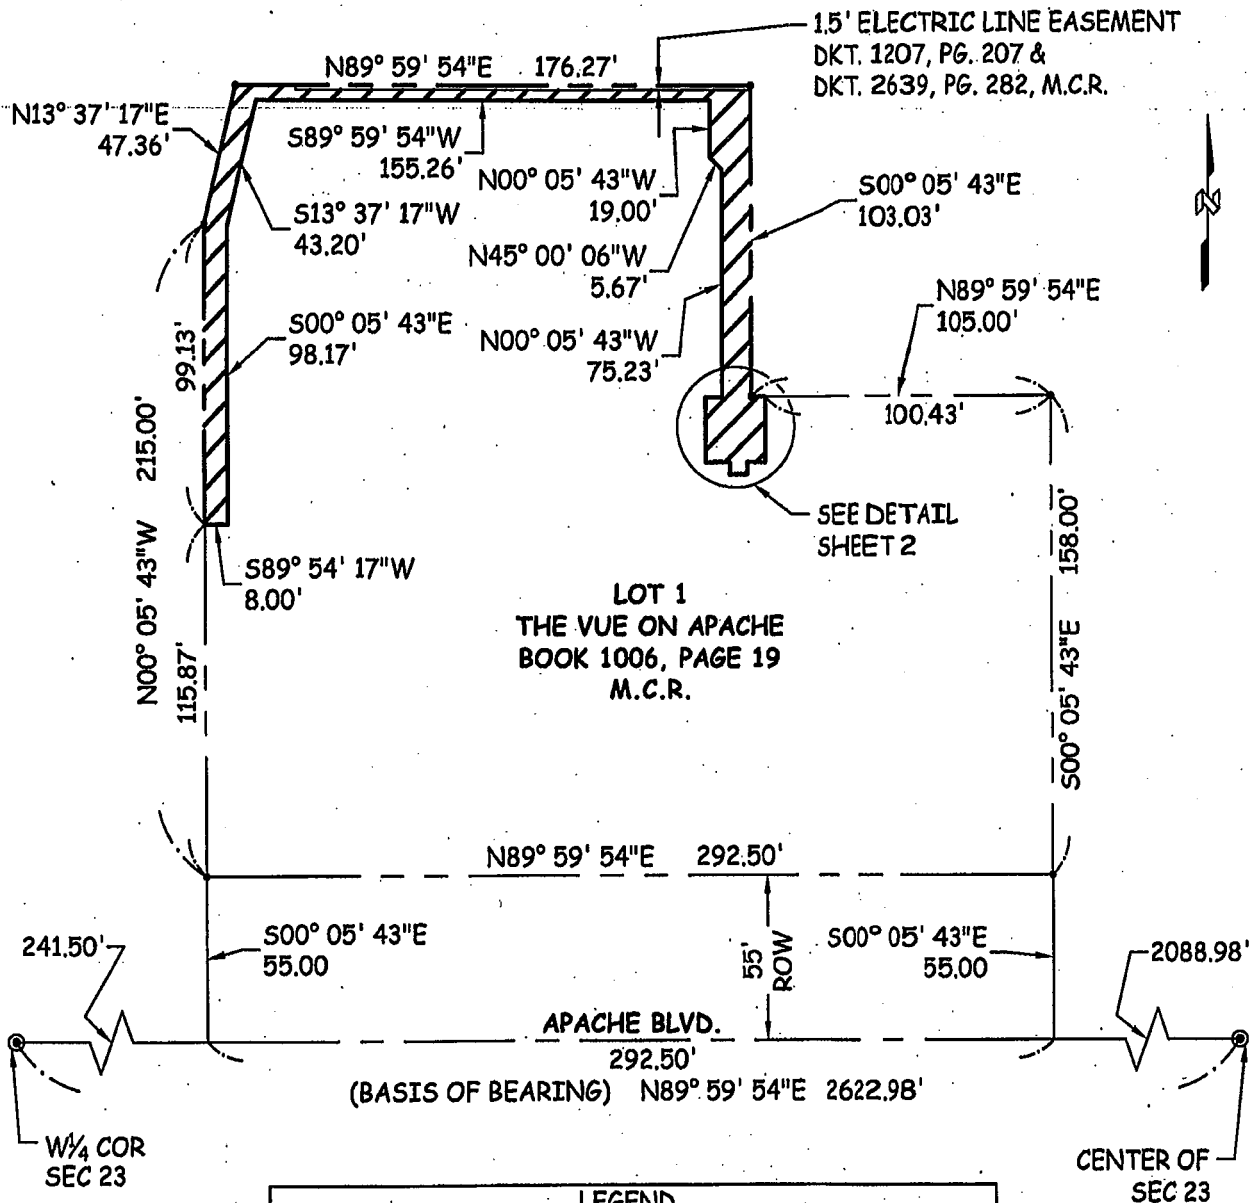 1.5' ELECTRIC LINE EASEMENT
DKT. 1207, PG. 207 &
DKT. 2639, PG. 282, M.C.R.
N89° 59' 54"E 176.27'
N13° 37' 17"E
47.36'
S89° 59' 54"W
155.26'
N00° 05' 43"W
19.00'
S00° 05' 43"E
103.03'
S13° 37' 17"W
43.20'
N45° 00' 06"W
5.67'
N89° 59' 54"E
105.00'
S00° 05' 43"E
98.17'
99.13'
N00° 05' 43"W
75.23'
100.43'
N00° 05' 43"W 215.00'
SEE DETAIL
SHEET 2
S00° 05' 43"E 158.00'
S89° 54' 17"W
8.00'
115.87'
LOT 1
THE VUE ON APACHE
BOOK 1006, PAGE 19
M.C.R.
N89° 59' 54"E 292.50'
241.50'
S00° 05' 43"E
55.00
55'
ROW
S00° 05' 43"E
55.00
2088.98'
APACHE BLVD.
292.50'
(BASIS OF BEARING) N89° 59' 54"E 2622.98'
W¼ COR
SEC 23
CENTER OF
SEC 23
LEGEND
N